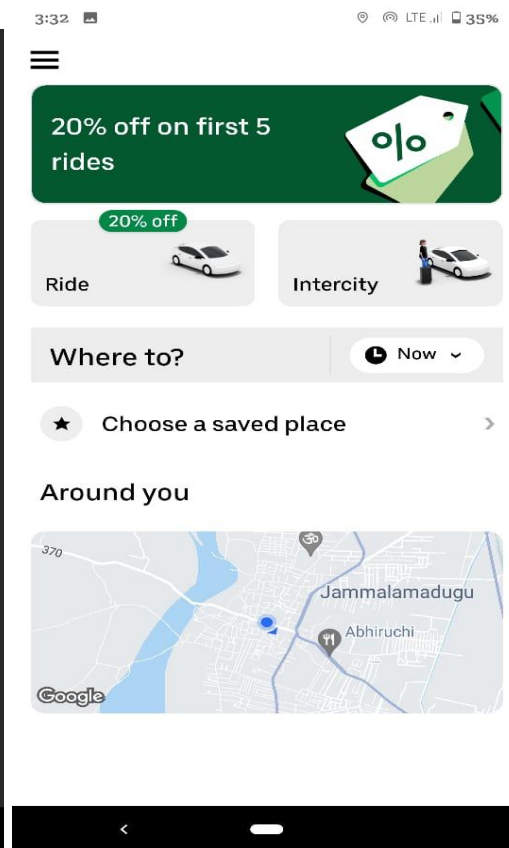 3:32 LTE 35%
20% off on first 5
rides
20% off
Ride
Intercity
Where to?
Now
Choose a saved place
Around you
370
ॐ
Jammalamadugu
Abhiruchi
Google